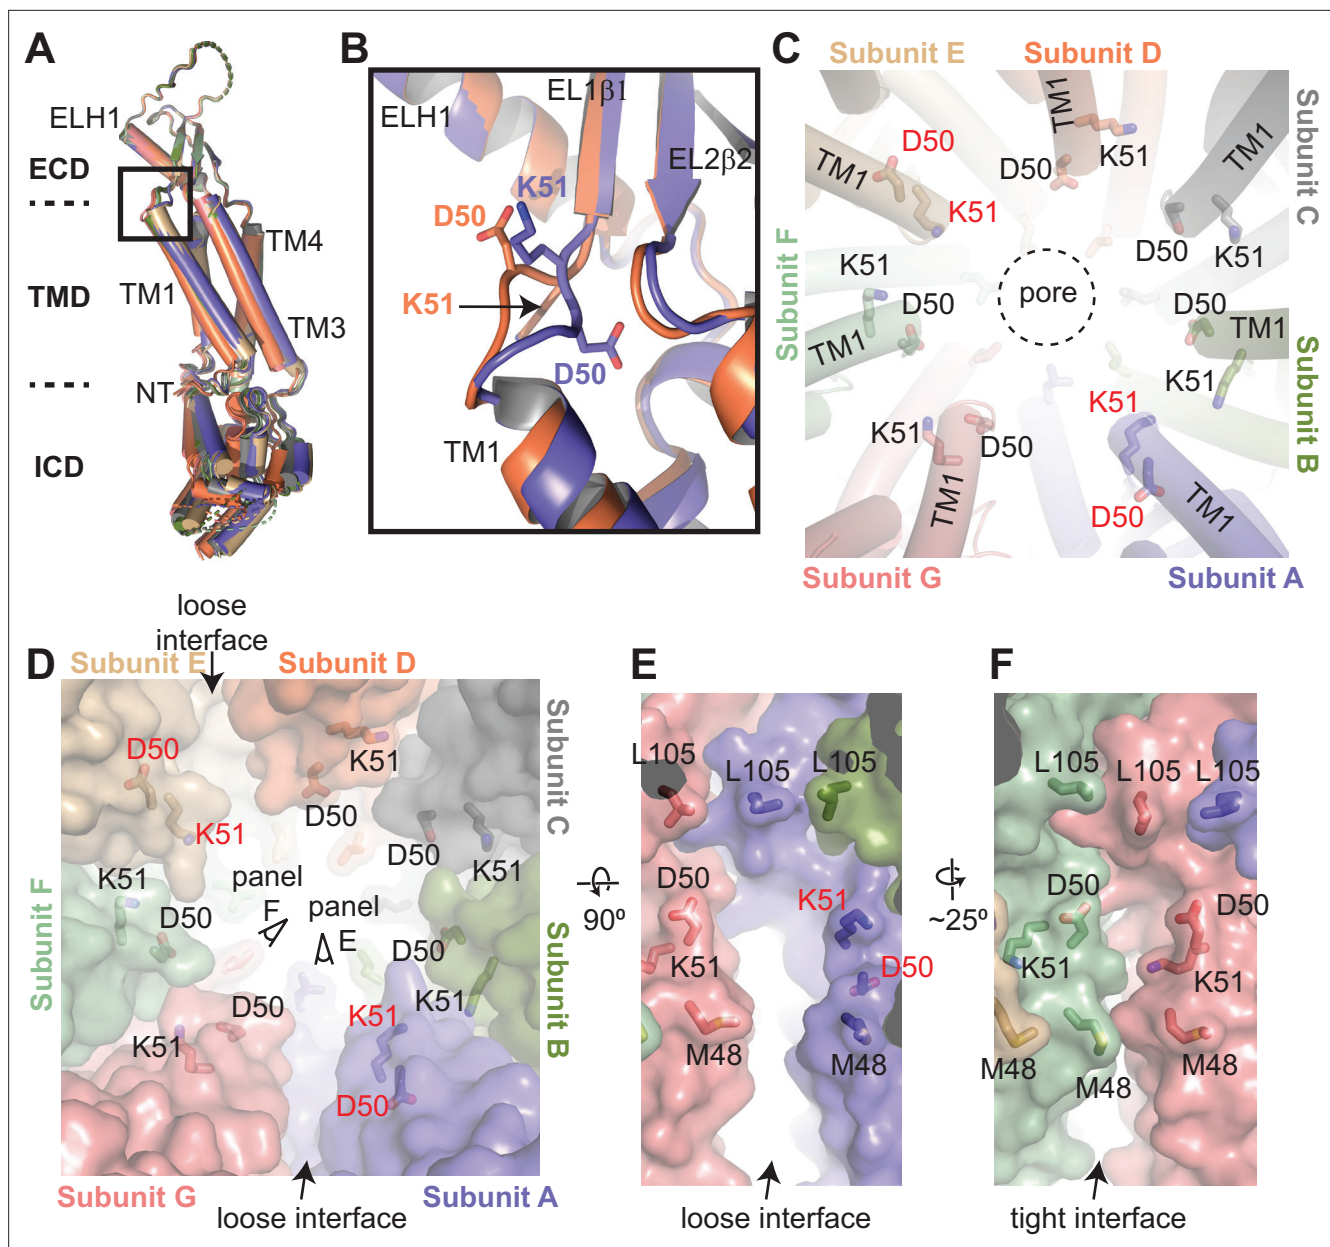 A
ELH1
ECD
TM4
TMD
TM1
TM3
NT
ICD
B
ELH1
EL1β1
EL2β2
K51
D50
K51
D50
TM1
C
Subunit E
Subunit D
Subunit C
Subunit B
Subunit A
Subunit G
Subunit F
TM1
D50
K51
TM1
D50
K51
TM1
D50
K51
K51
D50
TM1
pore
D50
TM1
K51
K51
D50
TM1
K51
D50
TM1
loose
interface
D
Subunit E
Subunit D
Subunit C
Subunit B
Subunit F
D50
K51
K51
D50
D50
K51
K51
D50
panel
F
panel
E
D50
K51
D50
K51
K51
D50
Subunit G
Subunit A
loose interface
90º
E
L105
L105
L105
D50
K51
K51
D50
M48
M48
loose interface
~25º
F
L105
L105
L105
D50
D50
K51
K51
M48
M48
M48
tight interface